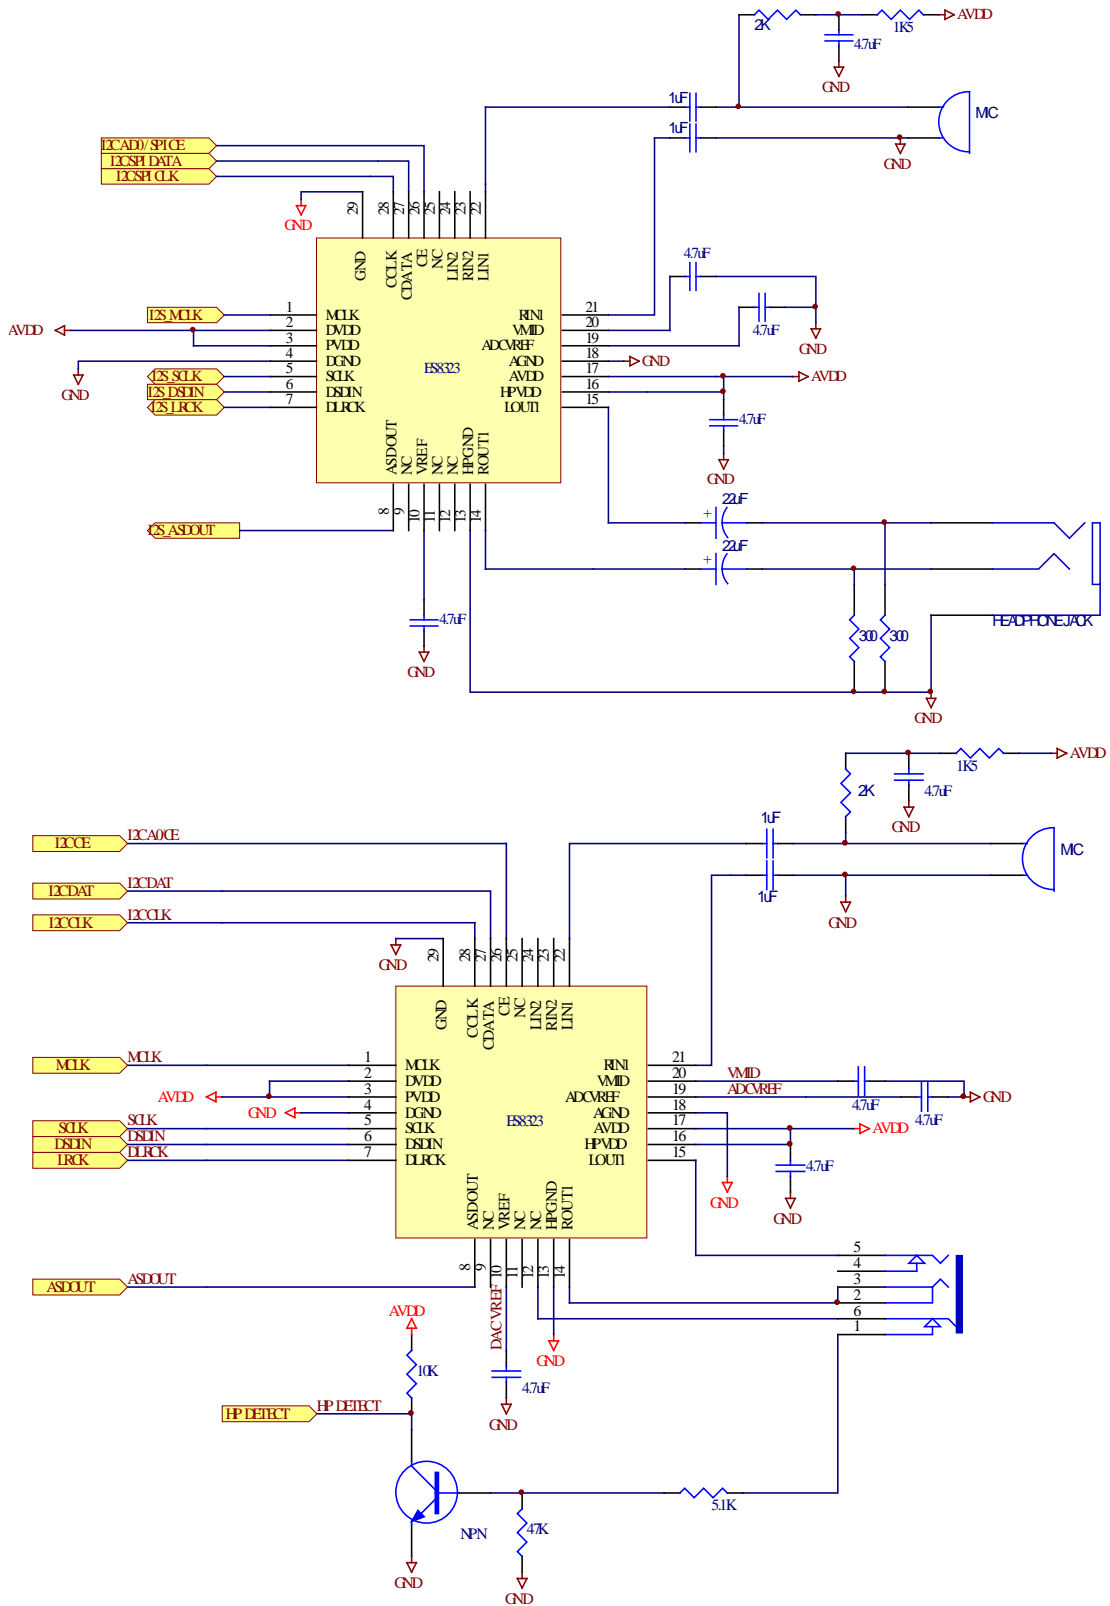 2K
1K5
AVDD
4.7uF
GND
1uF
MIC
1uF
GND
I2CAD0/SPICE
I2CSPI DATA
I2CSPI CLK
GND
29
28
27
26
25
24
23
22
GND
CCLK
CDATA
CE
NC
LIN2
RIN2
LIN1
4.7uF
4.7uF
GND
I2S_MCLK
AVDD
GND
I2S_SCLK
I2S_DSDIN
I2S_LRCK
1 MCLK
2 DVDD
3 PVDD
4 DGND
5 SCLK
6 DSDIN
7 DLRCK
ES8323
RIN1 21
VMID 20
ADCVREF 19
AGND 18 GND
AVDD 17 AVDD
HPVDD 16
LOUT1 15
4.7uF
GND
ASDOUT
NC
VREF
NC
NC
HPGND
ROUT1
8
9
10
11
12
13
14
I2S_ASDOUT
+ 22uF
+ 22uF
4.7uF
GND
300
300
HEADPHONE JACK
GND
1K5
AVDD
2K
4.7uF
GND
1uF
MIC
1uF
GND
I2CCE I2CA0/CE
I2CDAT I2CDAT
I2CCLK I2CCLK
GND
29
28
27
26
25
24
23
22
GND
CCLK
CDATA
CE
NC
LIN2
RIN2
LIN1
MCLK MCLK
AVDD
GND
SCLK SCLK
DSDIN DSDIN
LRCK DLRCK
1 MCLK
2 DVDD
3 PVDD
4 DGND
5 SCLK
6 DSDIN
7 DLRCK
ES8323
RIN1 21
VMID 20 VMID
ADCVREF 19 ADCVREF
AGND 18
AVDD 17
HPVDD 16
LOUT1 15
4.7uF
4.7uF
GND
AVDD
4.7uF
GND
GND
ASDOUT
NC
VREF
NC
NC
HPGND
ROUT1
8
9
10
11
12
13
14
ASDOUT ASDOUT
DACVREF
4.7uF
GND
GND
5
4
3
2
6
1
AVDD
10K
HP DETECT HP DETECT
NPN
47K
5.1K
GND
GND